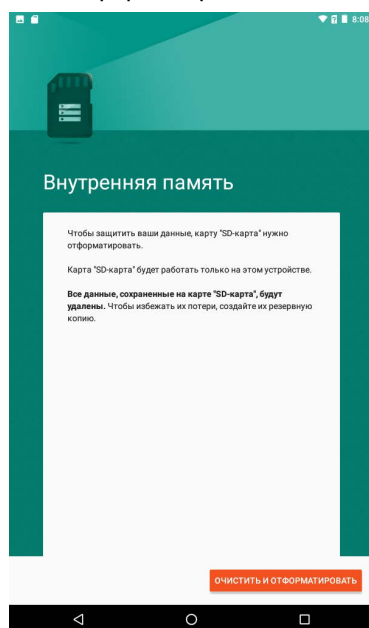 8:08
Внутренняя память
Чтобы защитить ваши данные, карту "SD-карта" нужно
отформатировать.
Карта "SD-карта" будет работать только на этом устройстве.
Все данные, сохраненные на карте "SD-карта", будут
удалены. Чтобы избежать их потери, создайте их резервную
копию.
ОЧИСТИТЬ И ОТФОРМАТИРОВАТЬ